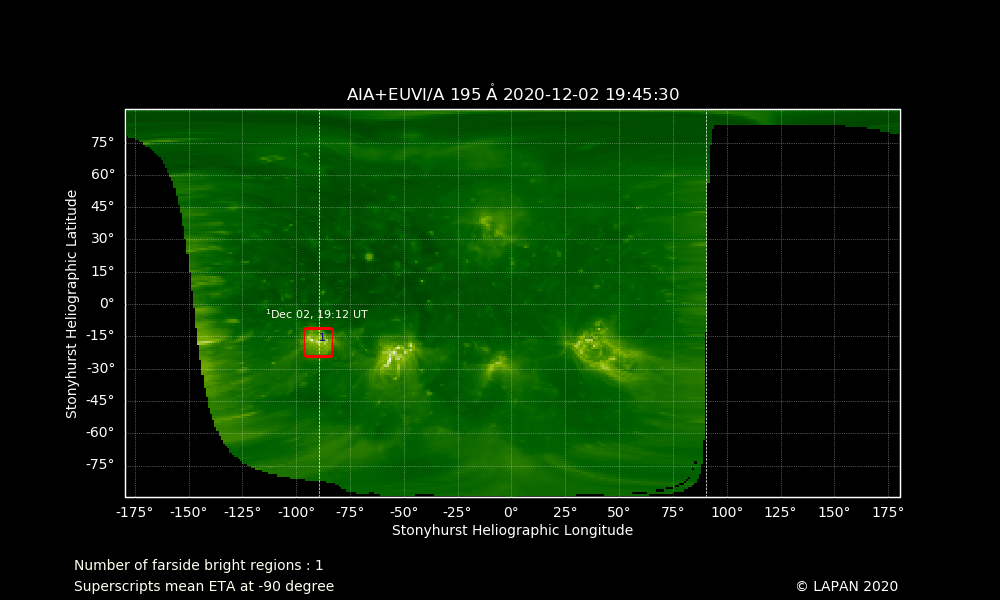 AIA+EUVI/A 195 Å 2020-12-02 19:45:30
75°
60°
45°
30°
15°
0°
-15°
-30°
-45°
-60°
-75°
Stonyhurst Heliographic Latitude
¹Dec 02, 19:12 UT
1
-175° -150° -125° -100° -75° -50° -25° 0° 25° 50° 75° 100° 125° 150° 175°
Stonyhurst Heliographic Longitude
Number of farside bright regions : 1
Superscripts mean ETA at -90 degree
© LAPAN 2020